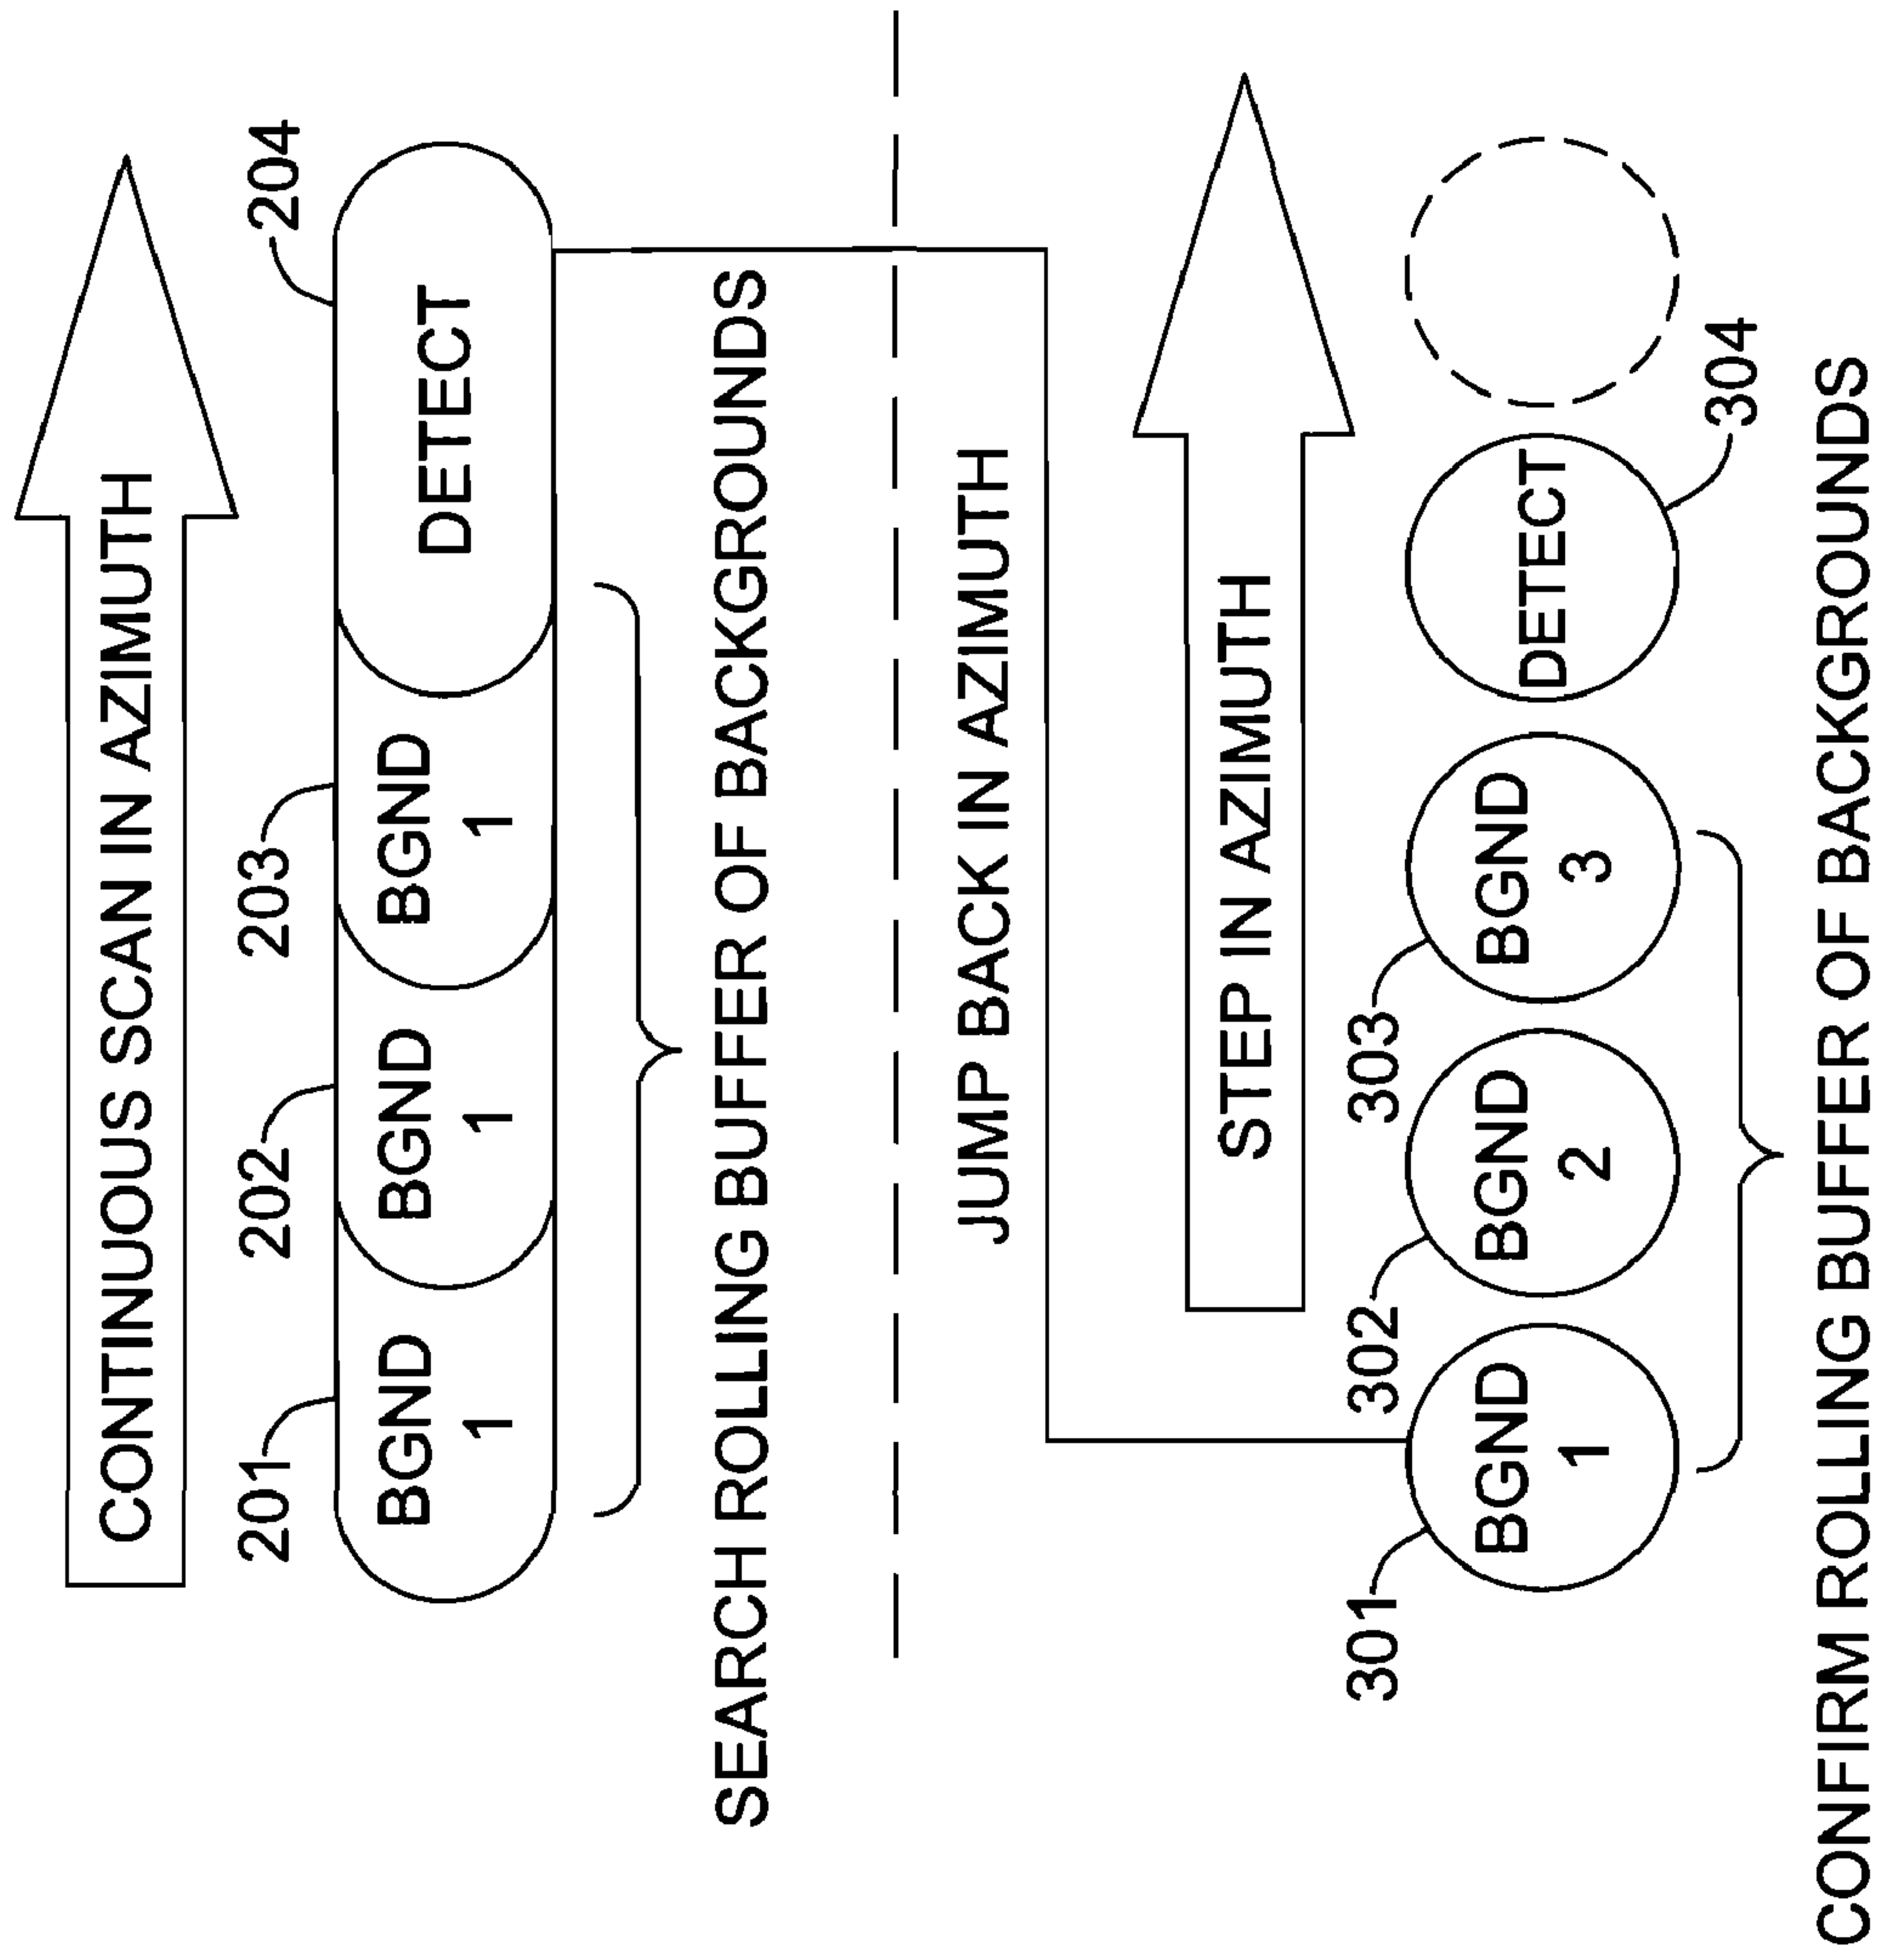 CONTINUOUS SCAN IN AZIMUTH
201
202
203
204
BGND
1
BGND
1
BGND
1
DETECT
SEARCH ROLLING BUFFER OF BACKGROUNDS
JUMP BACK IN AZIMUTH
STEP IN AZIMUTH
301
302
303
BGND
1
BGND
2
BGND
3
DETECT
304
CONFIRM ROLLING BUFFER OF BACKGROUNDS